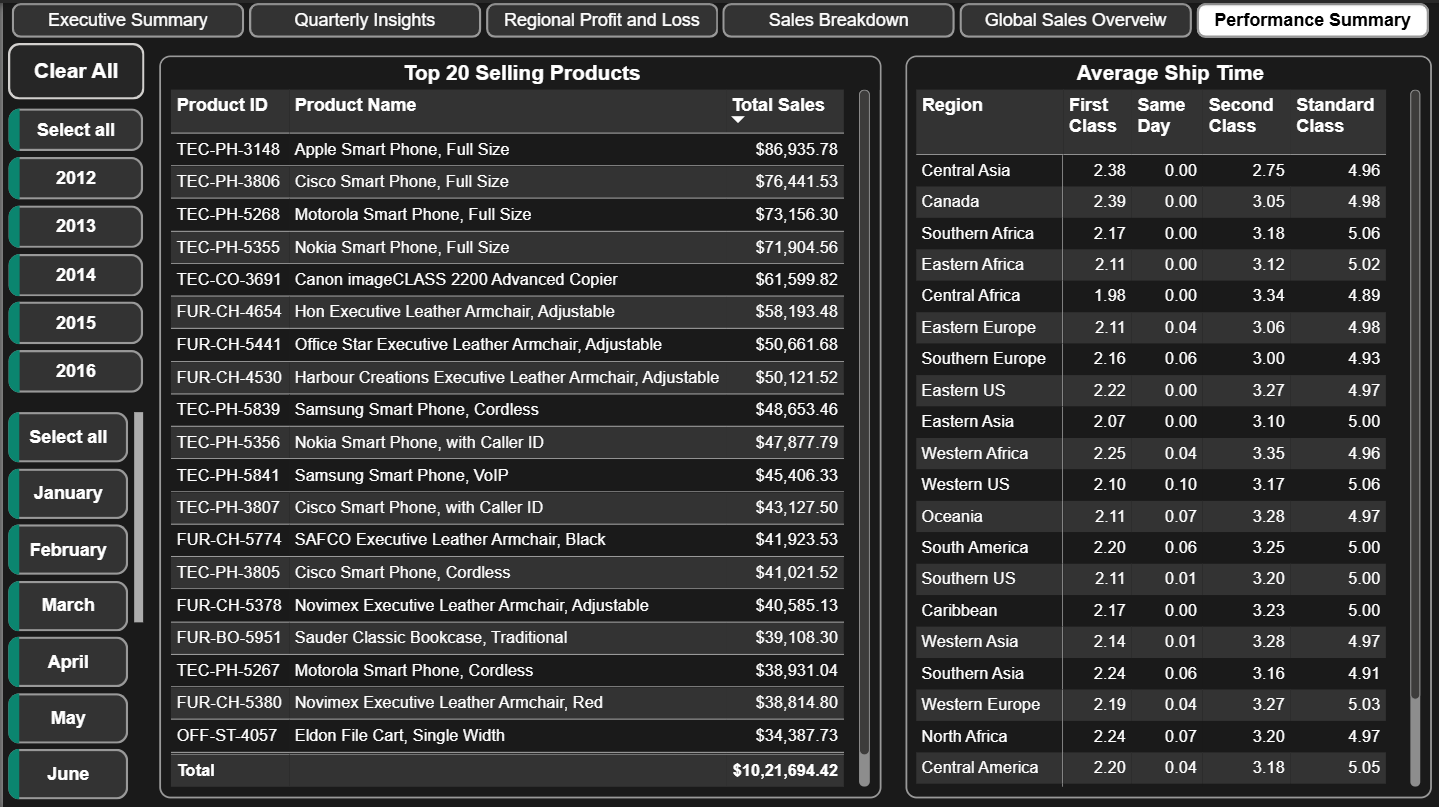 Executive Summary
Quarterly Insights
Regional Profit and Loss
Sales Breakdown
Global Sales Overveiw
Performance Summary
Clear All
Select all
2012
2013
2014
2015
2016
Select all
January
February
March
April
May
June
Top 20 Selling Products
Product ID Product Name Total Sales
TEC-PH-3148 Apple Smart Phone, Full Size $86,935.78
TEC-PH-3806 Cisco Smart Phone, Full Size $76,441.53
TEC-PH-5268 Motorola Smart Phone, Full Size $73,156.30
TEC-PH-5355 Nokia Smart Phone, Full Size $71,904.56
TEC-CO-3691 Canon imageCLASS 2200 Advanced Copier $61,599.82
FUR-CH-4654 Hon Executive Leather Armchair, Adjustable $58,193.48
FUR-CH-5441 Office Star Executive Leather Armchair, Adjustable $50,661.68
FUR-CH-4530 Harbour Creations Executive Leather Armchair, Adjustable $50,121.52
TEC-PH-5839 Samsung Smart Phone, Cordless $48,653.46
TEC-PH-5356 Nokia Smart Phone, with Caller ID $47,877.79
TEC-PH-5841 Samsung Smart Phone, VoIP $45,406.33
TEC-PH-3807 Cisco Smart Phone, with Caller ID $43,127.50
FUR-CH-5774 SAFCO Executive Leather Armchair, Black $41,923.53
TEC-PH-3805 Cisco Smart Phone, Cordless $41,021.52
FUR-CH-5378 Novimex Executive Leather Armchair, Adjustable $40,585.13
FUR-BO-5951 Sauder Classic Bookcase, Traditional $39,108.30
TEC-PH-5267 Motorola Smart Phone, Cordless $38,931.04
FUR-CH-5380 Novimex Executive Leather Armchair, Red $38,814.80
OFF-ST-4057 Eldon File Cart, Single Width $34,387.73
Total $10,21,694.42
Average Ship Time
Region First Same Second Standard
Class Day Class Class
Central Asia 2.38 0.00 2.75 4.96
Canada 2.39 0.00 3.05 4.98
Southern Africa 2.17 0.00 3.18 5.06
Eastern Africa 2.11 0.00 3.12 5.02
Central Africa 1.98 0.00 3.34 4.89
Eastern Europe 2.11 0.04 3.06 4.98
Southern Europe 2.16 0.06 3.00 4.93
Eastern US 2.22 0.00 3.27 4.97
Eastern Asia 2.07 0.00 3.10 5.00
Western Africa 2.25 0.04 3.35 4.96
Western US 2.10 0.10 3.17 5.06
Oceania 2.11 0.07 3.28 4.97
South America 2.20 0.06 3.25 5.00
Southern US 2.11 0.01 3.20 5.00
Caribbean 2.17 0.00 3.23 5.00
Western Asia 2.14 0.01 3.28 4.97
Southern Asia 2.24 0.06 3.16 4.91
Western Europe 2.19 0.04 3.27 5.03
North Africa 2.24 0.07 3.20 4.97
Central America 2.20 0.04 3.18 5.05